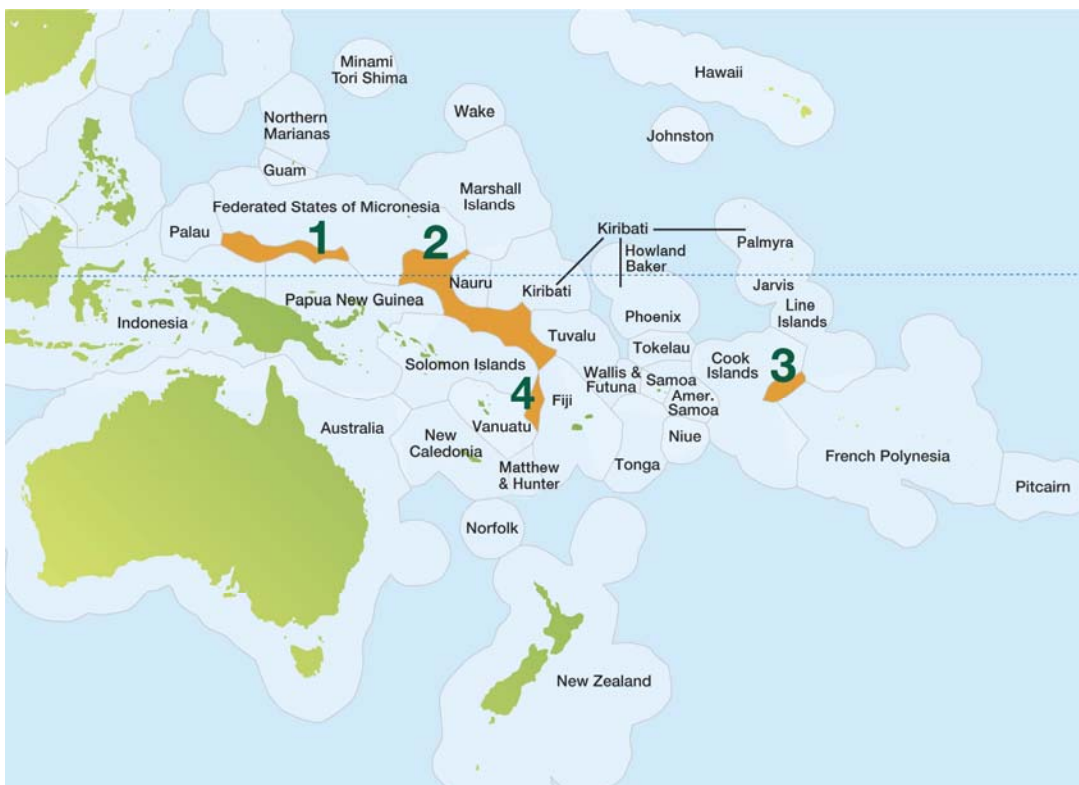 Minami
Tori Shima
Hawaii
Wake
Northern
Marianas
Johnston
Guam
Marshall
Islands
Federated States of Micronesia
Palau
1
2
Kiribati
Palmyra
Howland
Baker
Nauru
Kiribati
Jarvis
Papua New Guinea
Line
Islands
Indonesia
Phoenix
Tuvalu
Tokelau
Solomon Islands
Cook
Islands
3
Wallis &
Futuna
Samoa
Amer.
Samoa
4
Fiji
Vanuatu
Australia
New
Caledonia
Niue
Matthew
& Hunter
Tonga
French Polynesia
Pitcairn
Norfolk
New Zealand